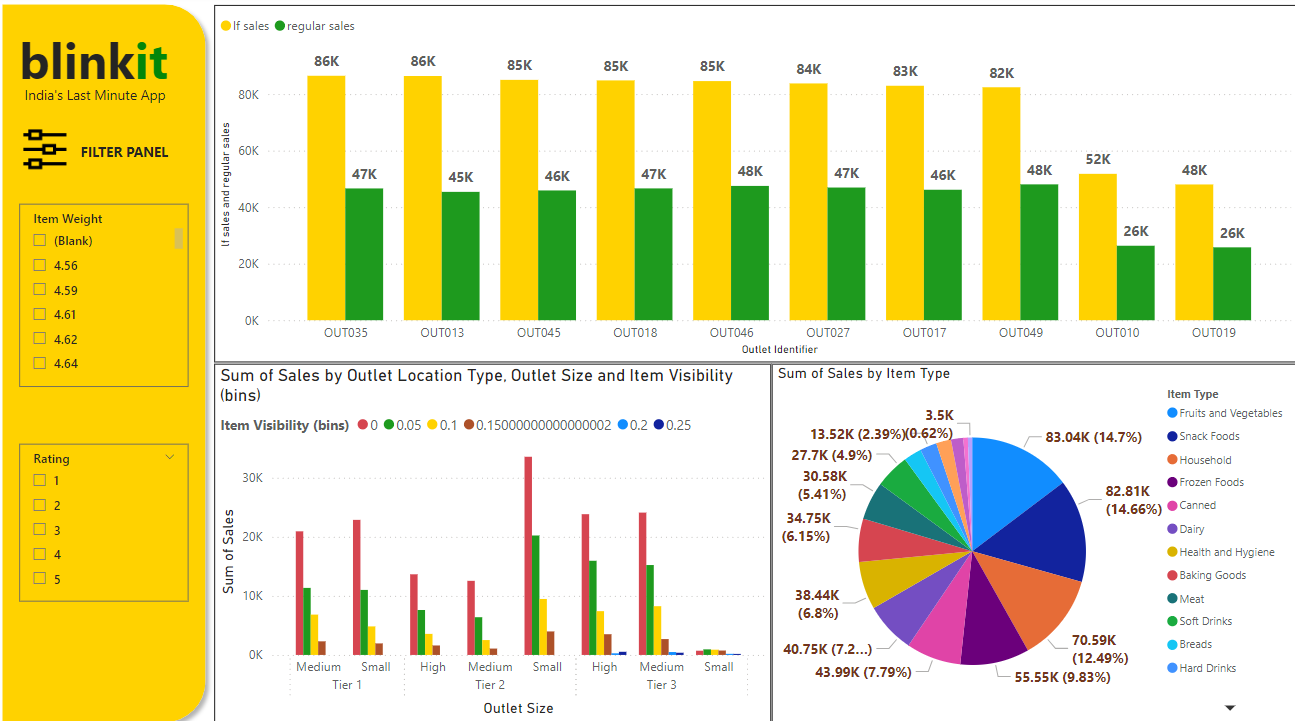 blinkit
India's Last Minute App
FILTER PANEL
Item Weight
(Blank)
4.56
4.59
4.61
4.62
4.64
Rating
1
2
3
4
5
lf sales regular sales
lf sales and regular sales
80K
60K
40K
20K
0K
86K 86K 85K 85K 85K 84K 83K 82K 52K 48K
47K 45K 46K 47K 48K 47K 46K 48K 26K 26K
OUT035 OUT013 OUT045 OUT018 OUT046 OUT027 OUT017 OUT049 OUT010 OUT019
Outlet Identifier
Sum of Sales by Outlet Location Type, Outlet Size and Item Visibility
(bins)
Item Visibility (bins) 0 0.05 0.1 0.15000000000000002 0.2 0.25
Sum of Sales
30K
20K
10K
0K
Medium Small High Medium Small High Medium Small
Tier 1 Tier 2 Tier 3
Outlet Size
Sum of Sales by Item Type
83.04K (14.7%)
82.81K
(14.66%)
70.59K
(12.49%)
55.55K (9.83%)
43.99K (7.79%)
40.75K (7.2...)
38.44K
(6.8%)
34.75K
(6.15%)
30.58K
(5.41%)
27.7K (4.9%)
13.52K (2.39%)
3.5K
(0.62%)
Item Type
Fruits and Vegetables
Snack Foods
Household
Frozen Foods
Canned
Dairy
Health and Hygiene
Baking Goods
Meat
Soft Drinks
Breads
Hard Drinks